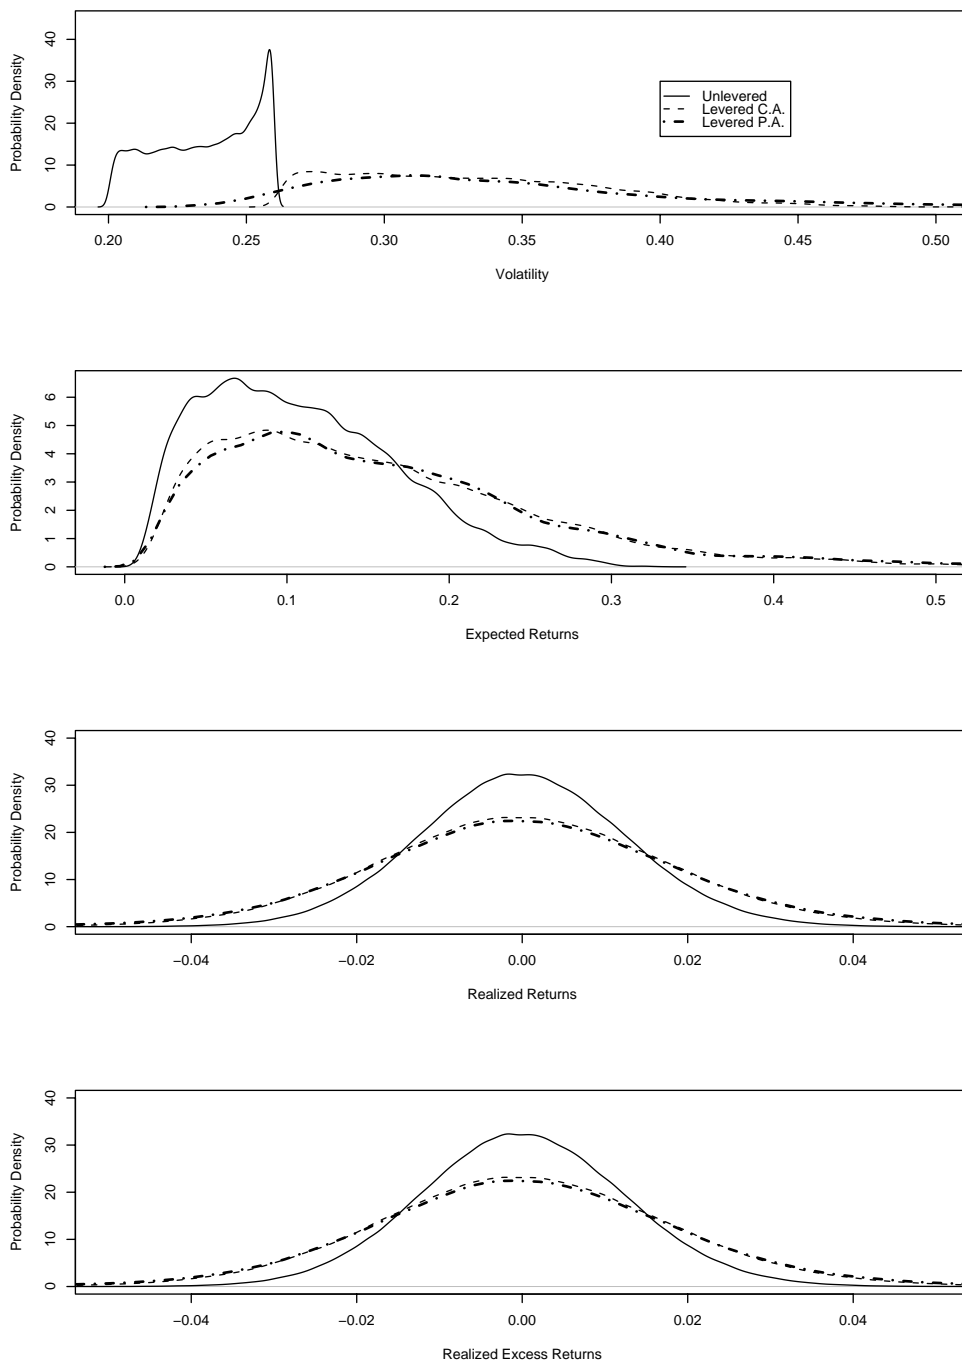 Probability Density
40
30
20
10
0
Unlevered
Levered C.A.
Levered P.A.
0.20 0.25 0.30 0.35 0.40 0.45 0.50
Volatility
Probability Density
6
5
4
3
2
1
0
0.0 0.1 0.2 0.3 0.4 0.5
Expected Returns
Probability Density
40
30
20
10
0
−0.04 −0.02 0.00 0.02 0.04
Realized Returns
Probability Density
40
30
20
10
0
−0.04 −0.02 0.00 0.02 0.04
Realized Excess Returns